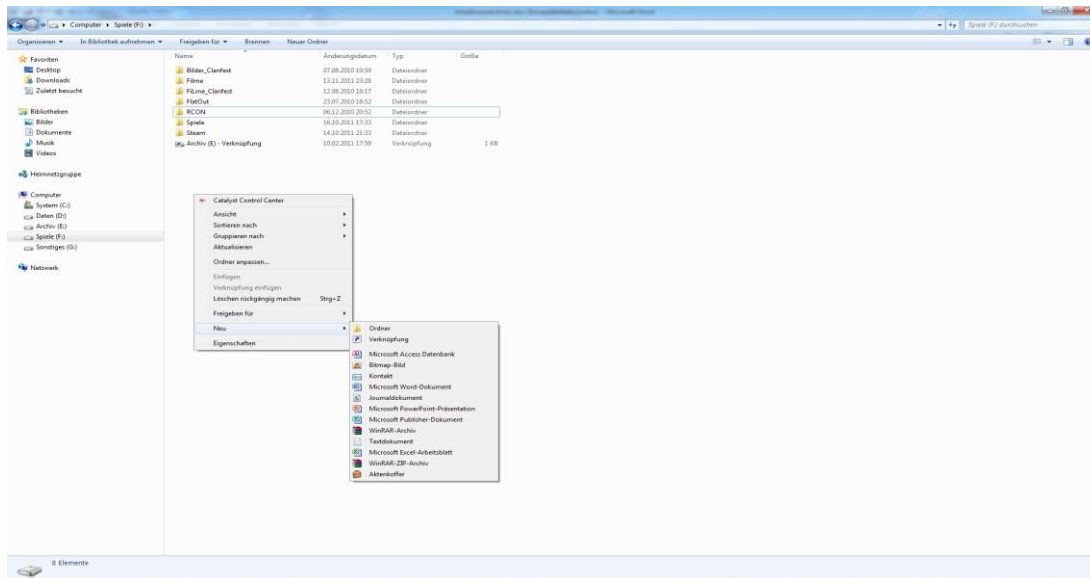 Computer ▸ Spiele (F:) ▸
Spiele (F:) durchsuchen
Organisieren
In Bibliothek aufnehmen
Freigeben für
Brennen
Neuer Ordner
Favoriten
Desktop
Downloads
Zuletzt besucht
Bibliotheken
Bilder
Dokumente
Musik
Videos
Heimnetzgruppe
Computer
System (C:)
Daten (D:)
Archiv (E:)
Spiele (F:)
Sonstiges (G:)
Netzwerk
Name Änderungsdatum Typ Größe
Bilder_Clanfest 07.08.2010 19:59 Dateiordner
Filme 13.11.2011 23:28 Dateiordner
FiLme_Clanfest 12.08.2010 18:17 Dateiordner
FlatOut 23.07.2010 16:52 Dateiordner
RCON 06.12.2010 20:52 Dateiordner
Spiele 16.10.2011 17:33 Dateiordner
Steam 14.10.2011 21:33 Dateiordner
Archiv (E) - Verknüpfung 10.02.2011 17:59 Verknüpfung 1 KB
Catalyst Control Center
Ansicht
Sortieren nach
Gruppieren nach
Aktualisieren
Ordner anpassen...
Einfügen
Verknüpfung einfügen
Löschen rückgängig machen Strg+Z
Freigeben für
Neu
Eigenschaften
Ordner
Verknüpfung
Microsoft Access Datenbank
Bitmap-Bild
Kontakt
Microsoft Word-Dokument
Journaldokument
Microsoft PowerPoint-Präsentation
Microsoft Publisher-Dokument
WinRAR-Archiv
Textdokument
Microsoft Excel-Arbeitsblatt
WinRAR-ZIP-Archiv
Aktenkoffer
8 Elemente